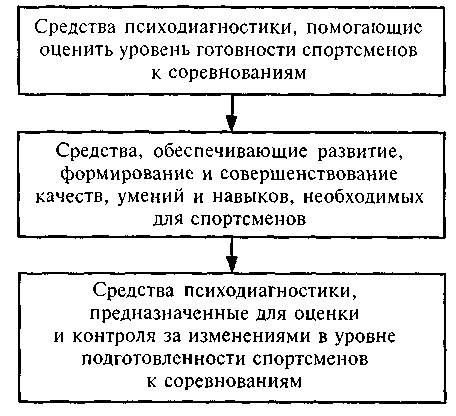 Средства психодиагностики, помогающие
оценить уровень готовности спортсменов
к соревнованиям
Средства, обеспечивающие развитие,
формирование и совершенствование
качеств, умений и навыков, необходимых
для спортсменов
Средства психодиагностики,
предназначенные для оценки
и контроля за изменениями в уровне
подготовленности спортсменов
к соревнованиям